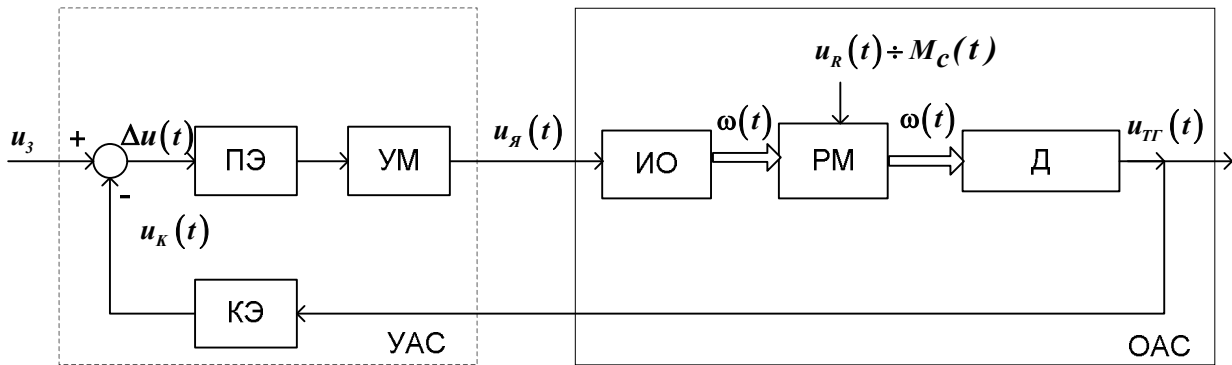 u_R(t) ÷ M_c(t)
u_З
+
Δu(t)
ПЭ
УМ
u_Я(t)
ИО
ω(t)
РМ
ω(t)
Д
u_ТГ(t)
-
u_К(t)
КЭ
УАС
ОАС